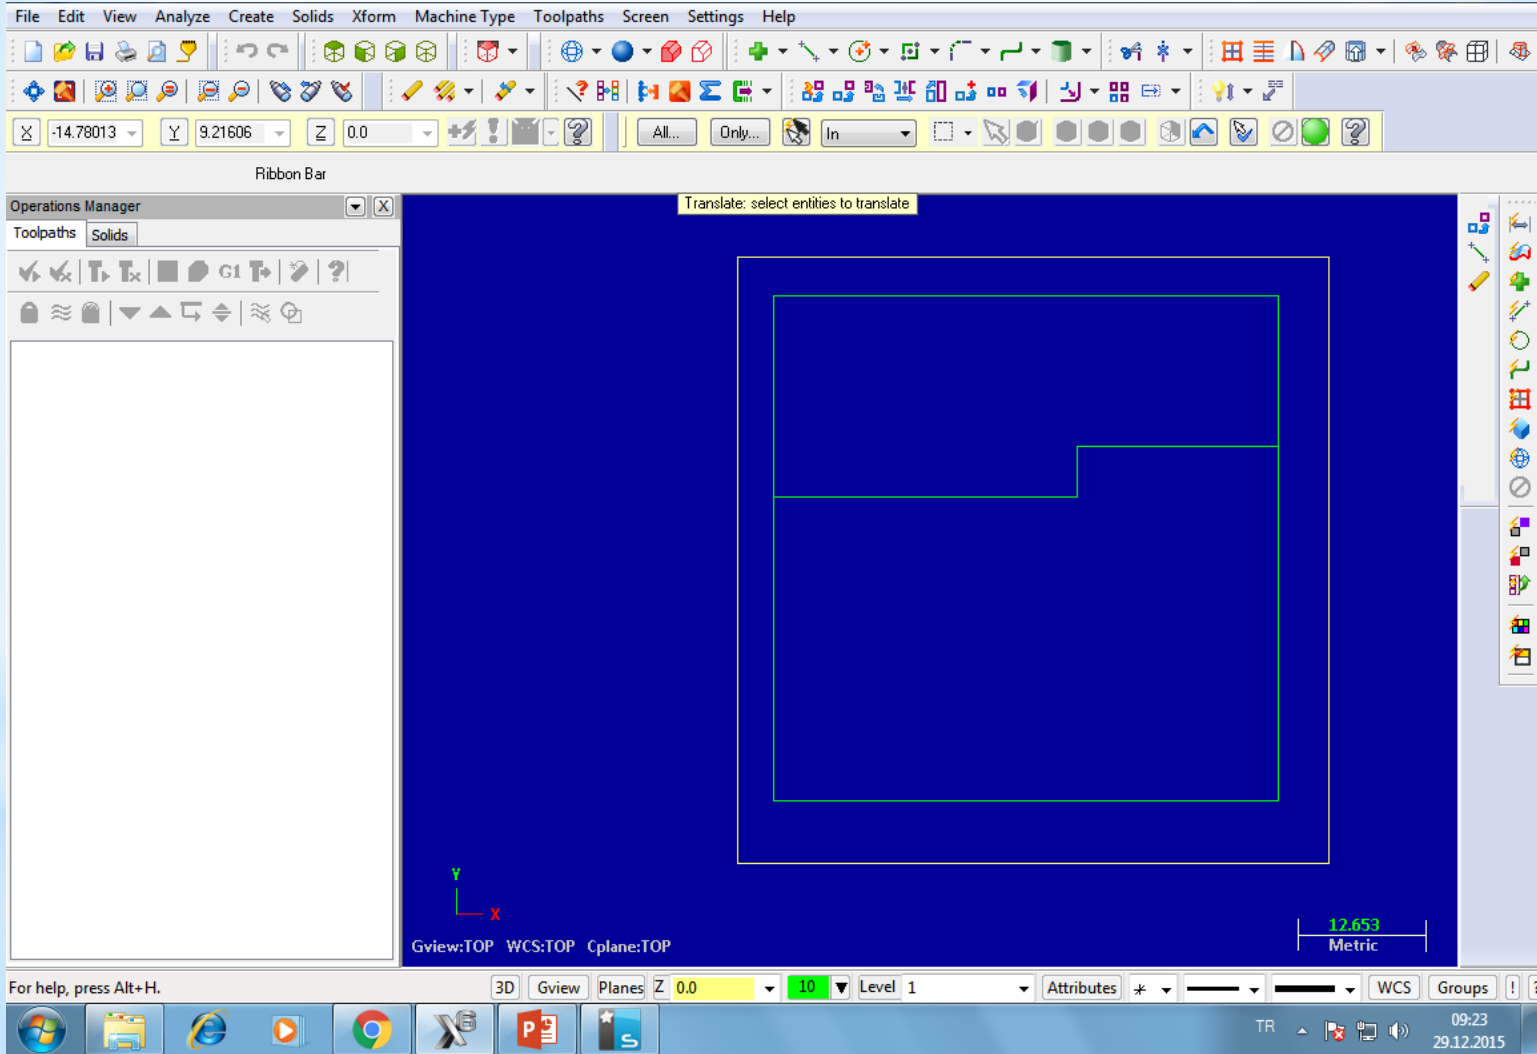 File Edit View Analyze Create Solids Xform Machine Type Toolpaths Screen Settings Help
X -14.78013 Y 9.21606 Z 0.0 All... Only... In
Ribbon Bar
Operations Manager X
Translate: select entities to translate
Toolpaths Solids
G1
Y
X
12.653
Metric
Gview:TOP WCS:TOP Cplane:TOP
For help, press Alt+H. 3D Gview Planes Z 0.0 10 Level 1 Attributes WCS Groups ! ?
TR 09:23
29.12.2015